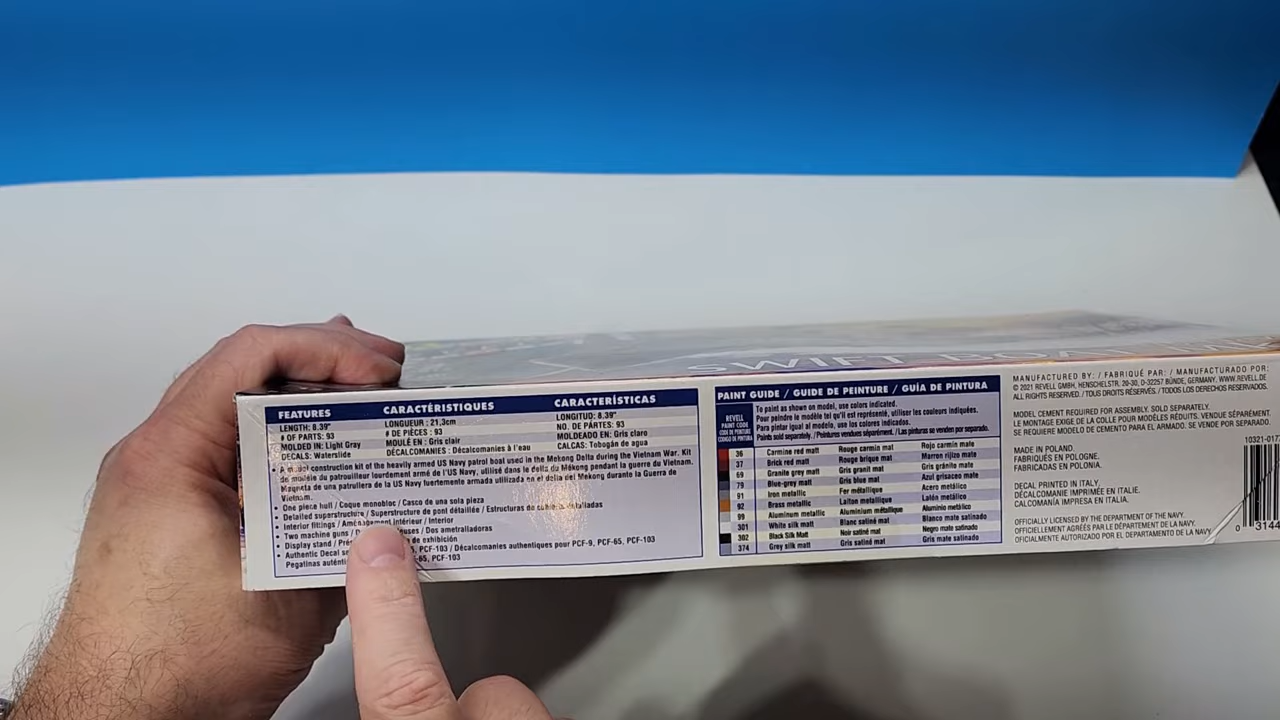 SWIFT BOAT
FEATURES
LENGTH: 8.39"
# OF PARTS: 93
MOLDED IN: Light Gray
DECALS: Waterslide
CARACTÉRISTIQUES
LONGUEUR : 21,3cm
# DE PIÈCES : 93
MOULÉ EN : Gris clair
DÉCALCOMANIES : Décalcomanies à l'eau
CARACTERÍSTICAS
LONGITUD: 8.39"
NO. DE PÁRTES: 93
MOLDEADO EN: Gris claro
CALCAS: Tobogán de agua
• A model construction kit of the heavily armed US Navy patrol boat used in the Mekong Delta during the Vietnam War. Kit
de modèle du patrouilleur lourdement armé de l'US Navy, utilisé dans le delta du Mékong pendant la guerre du Vietnam.
Maqueta de una patrullera de la US Navy fuertemente armada utilizada en el delta del Mekong durante la Guerra de
Vietnam.
• One piece hull / Coque monobloc / Casco de una sola pieza
• Detailed superstructure / Superstructure de pont détaillée / Estructuras de cubierta detalladas
• Interior fittings / Aménagement intérieur / Interior
• Two machine guns / Dos ametralladoras
• Display stand / de exhibición
• Authentic Decal PCF-65, PCF-103 / Décalcomanies authentiques pour PCF-9, PCF-65, PCF-103
Pegatinas PCF-103
PAINT GUIDE / GUIDE DE PEINTURE / GUÍA DE PINTURA
REVELL
PAINT CODE
CODE DE PEINTURE
CODIGO DE PINTURA
To paint as shown on model, use colors indicated.
Pour peindre le modèle tel qu'il est représenté, utiliser les couleurs indiquées.
Para pintar igual al modelo, use los colores indicados.
Paints sold separately. / Peintures vendues séparément. / Las pinturas se venden por separado.
36 Carmine red matt Rouge carmin mat Rojo carmín mate
37 Brick red matt Rouge brique mat Marron rijizo mate
69 Granite grey matt Gris granit mat Gris gránito mate
79 Blue-grey matt Gris bleu mat Azul grisaceo mate
91 Iron metallic Fer métallique Acero metálico
92 Brass metallic Laiton metallique Latón metálico
99 Aluminum metallic Aluminium métallique Aluminio metálico
301 White silk matt Blanc satiné mat Blanco mate satinado
302 Black Silk Matt Noir satiné mat Negro mate satinado
374 Grey silk matt Gris satiné mat Gris mate satinado
MANUFACTURED BY: / FABRIQUÉ PAR: / MANUFACTURADO POR:
© 2021 REVELL GMBH, HENSCHELSTR. 20-30, D-32257 BÜNDE, GERMANY. WWW.REVELL.DE
ALL RIGHTS RESERVED. / TOUS DROITS RÉSERVÉS. / TODOS LOS DERECHOS RESERVADOS.
MODEL CEMENT REQUIRED FOR ASSEMBLY. SOLD SEPARATELY.
LE MONTAGE EXIGE DE LA COLLE POUR MODÈLES RÉDUITS. VENDUE SÉPARÉMENT.
SE REQUIERE MODELO DE CEMENTO PARA EL ARMADO. SE VENDE POR SEPARADO.
MADE IN POLAND.
FABRIQUÉS EN POLOGNE.
FABRICADAS EN POLONIA.
DECAL PRINTED IN ITALY.
DÉCALCOMANIE IMPRIMÉE EN ITALIE.
CALCOMANÍA IMPRESA EN ITALIA.
OFFICIALLY LICENSED BY THE DEPARTMENT OF THE NAVY.
OFFICIELLEMENT AGRÉÉS PAR LE DÉPARTEMENT DE LA NAVY.
OFICIALMENTE AUTORIZADO POR EL DEPARTAMENTO DE LA NAVY
10321-017
0 3144